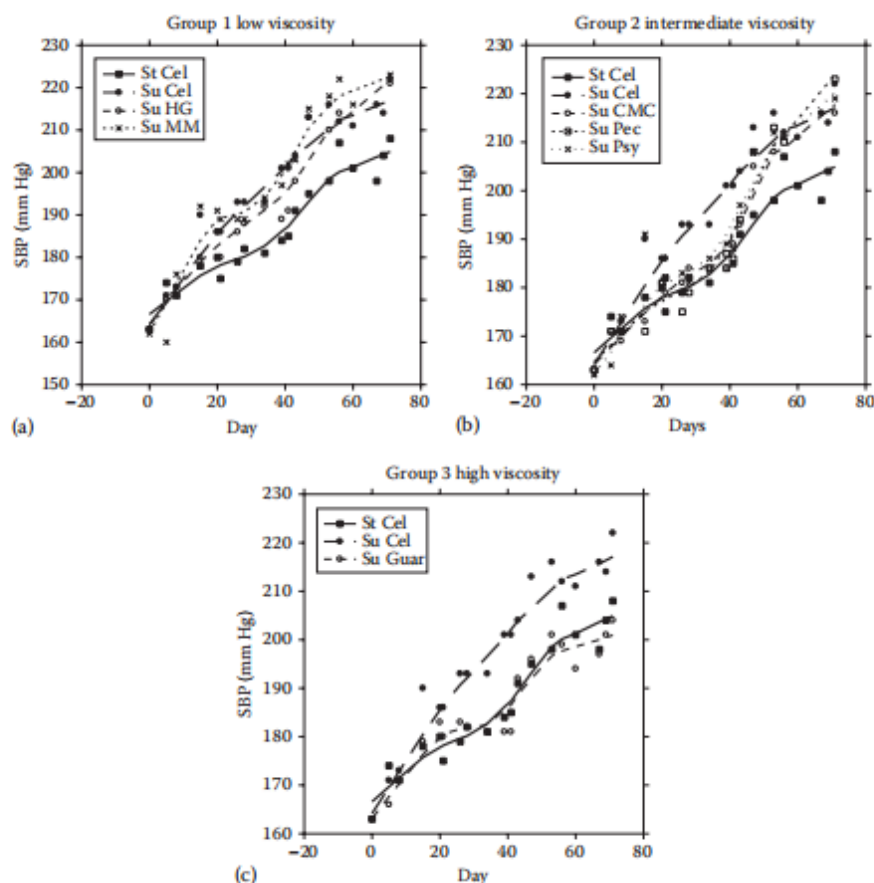 Group 1 low viscosity
230
220
210
200
190
180
170
160
150
SBP (mm Hg)
St Cel
Su Cel
Su HG
Su MM
−20
0
20
40
60
80
Day
(a)
Group 2 intermediate viscosity
230
220
210
200
190
180
170
160
SBP (mm Hg)
St Cel
Su Cel
Su CMC
Su Pec
Su Psy
−20
0
20
40
60
80
Days
(b)
Group 3 high viscosity
230
220
210
200
190
180
170
160
SBP (mm Hg)
St Cel
Su Cel
Su Guar
−20
0
20
40
60
80
Day
(c)